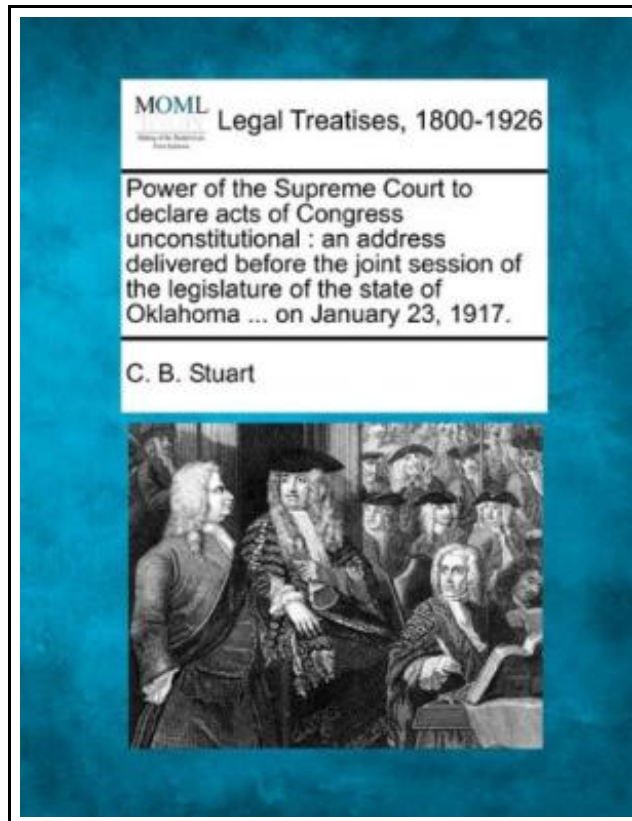 MOML
Legal Treatises, 1800-1926
Power of the Supreme Court to
declare acts of Congress
unconstitutional : an address
delivered before the joint session of
the legislature of the state of
Oklahoma ... on January 23, 1917.
C. B. Stuart